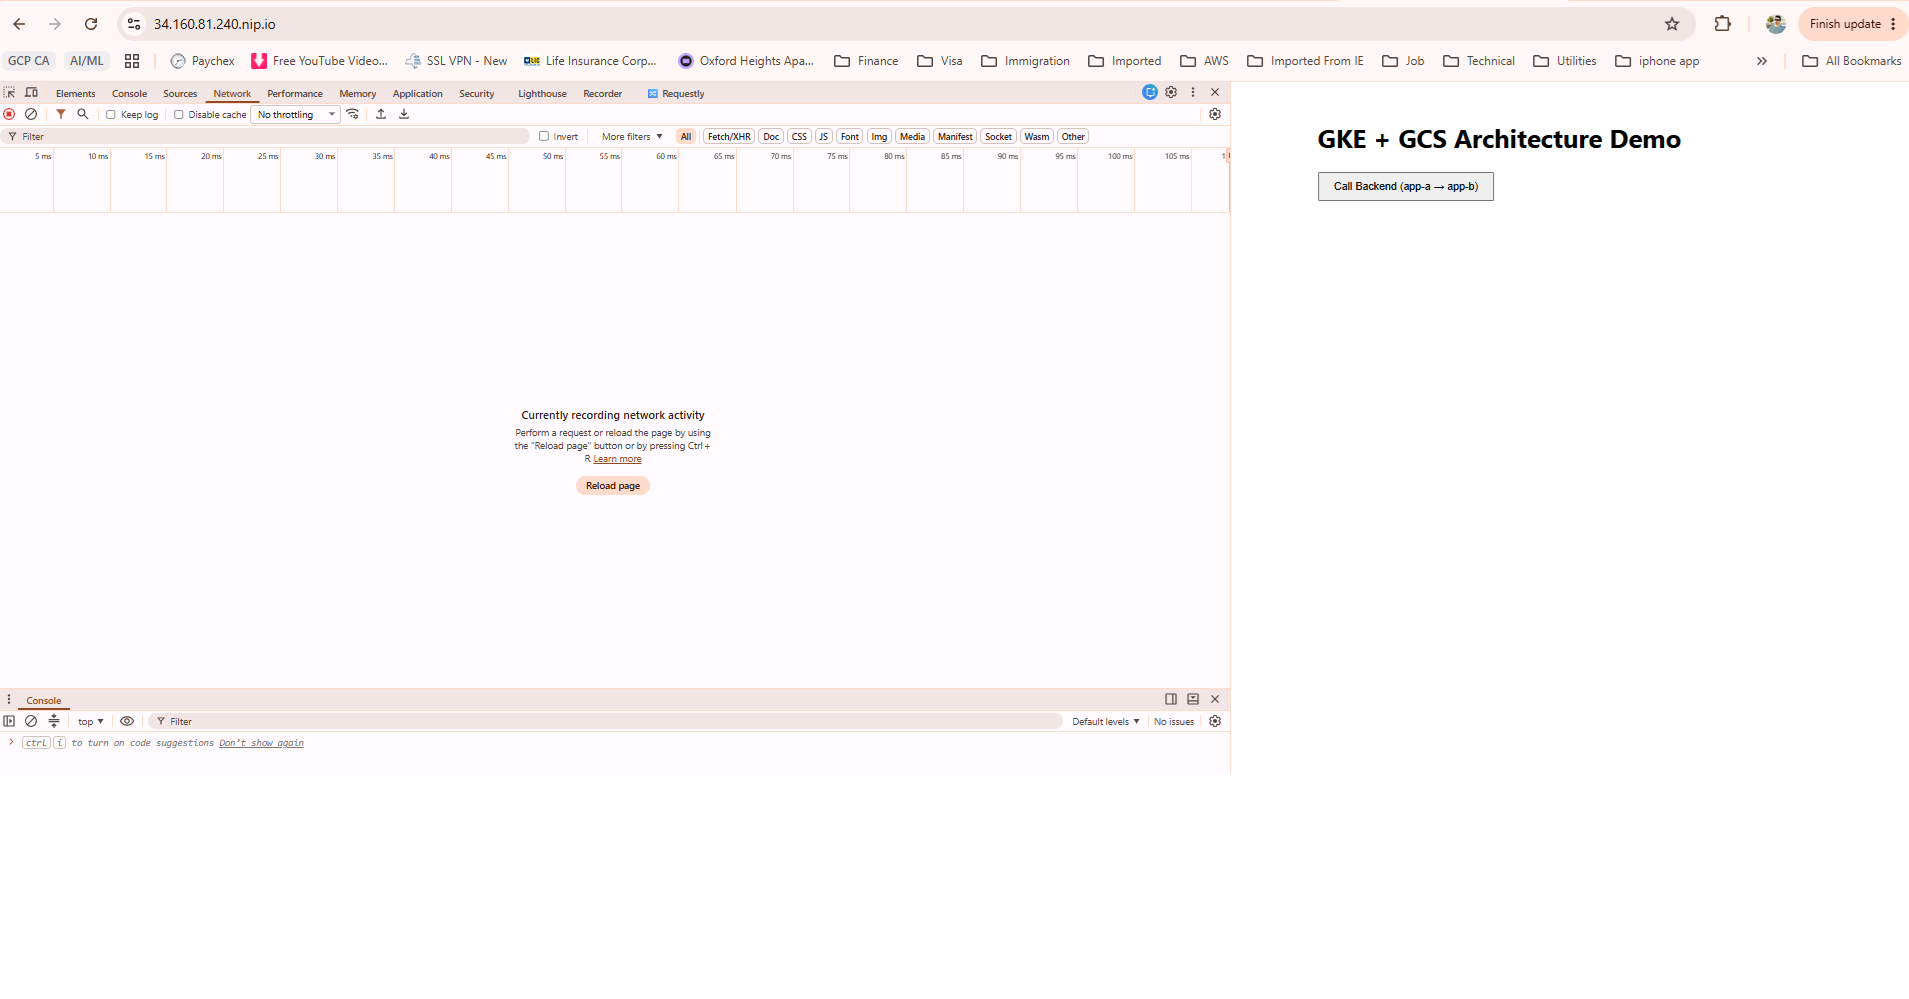 34.160.81.240.nip.io
Finish update
GCP CA AI/ML Paychex Free YouTube Video... SSL VPN - New Life Insurance Corp... Oxford Heights Apa... Finance Visa Immigration Imported AWS Imported From IE Job Technical Utilities iphone app » All Bookmarks
Elements Console Sources Network Performance Memory Application Security Lighthouse Recorder Requestly
Keep log Disable cache No throttling
Filter Invert More filters All Fetch/XHR Doc CSS JS Font Img Media Manifest Socket Wasm Other
5 ms 10 ms 15 ms 20 ms 25 ms 30 ms 35 ms 40 ms 45 ms 50 ms 55 ms 60 ms 65 ms 70 ms 75 ms 80 ms 85 ms 90 ms 95 ms 100 ms 105 ms
Currently recording network activity
Perform a request or reload the page by using
the "Reload page" button or by pressing Ctrl +
R Learn more
Reload page
Console
top Filter Default levels No issues
ctrl i to turn on code suggestions Don't show again
GKE + GCS Architecture Demo
Call Backend (app-a → app-b)